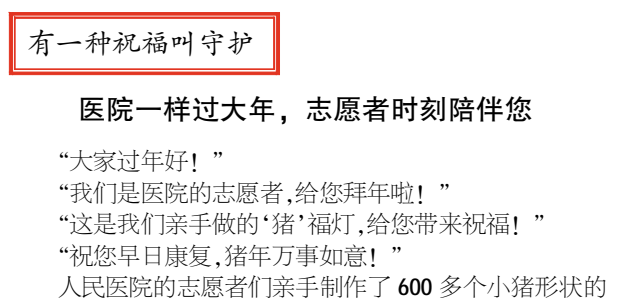 有一种祝福叫守护
医院一样过大年，志愿者时刻陪伴您
“大家过年好！”
“我们是医院的志愿者,给您拜年啦！”
“这是我们亲手做的‘猪’福灯,给您带来祝福！”
“祝您早日康复,猪年万事如意！”
人民医院的志愿者们亲手制作了 600 多个小猪形状的